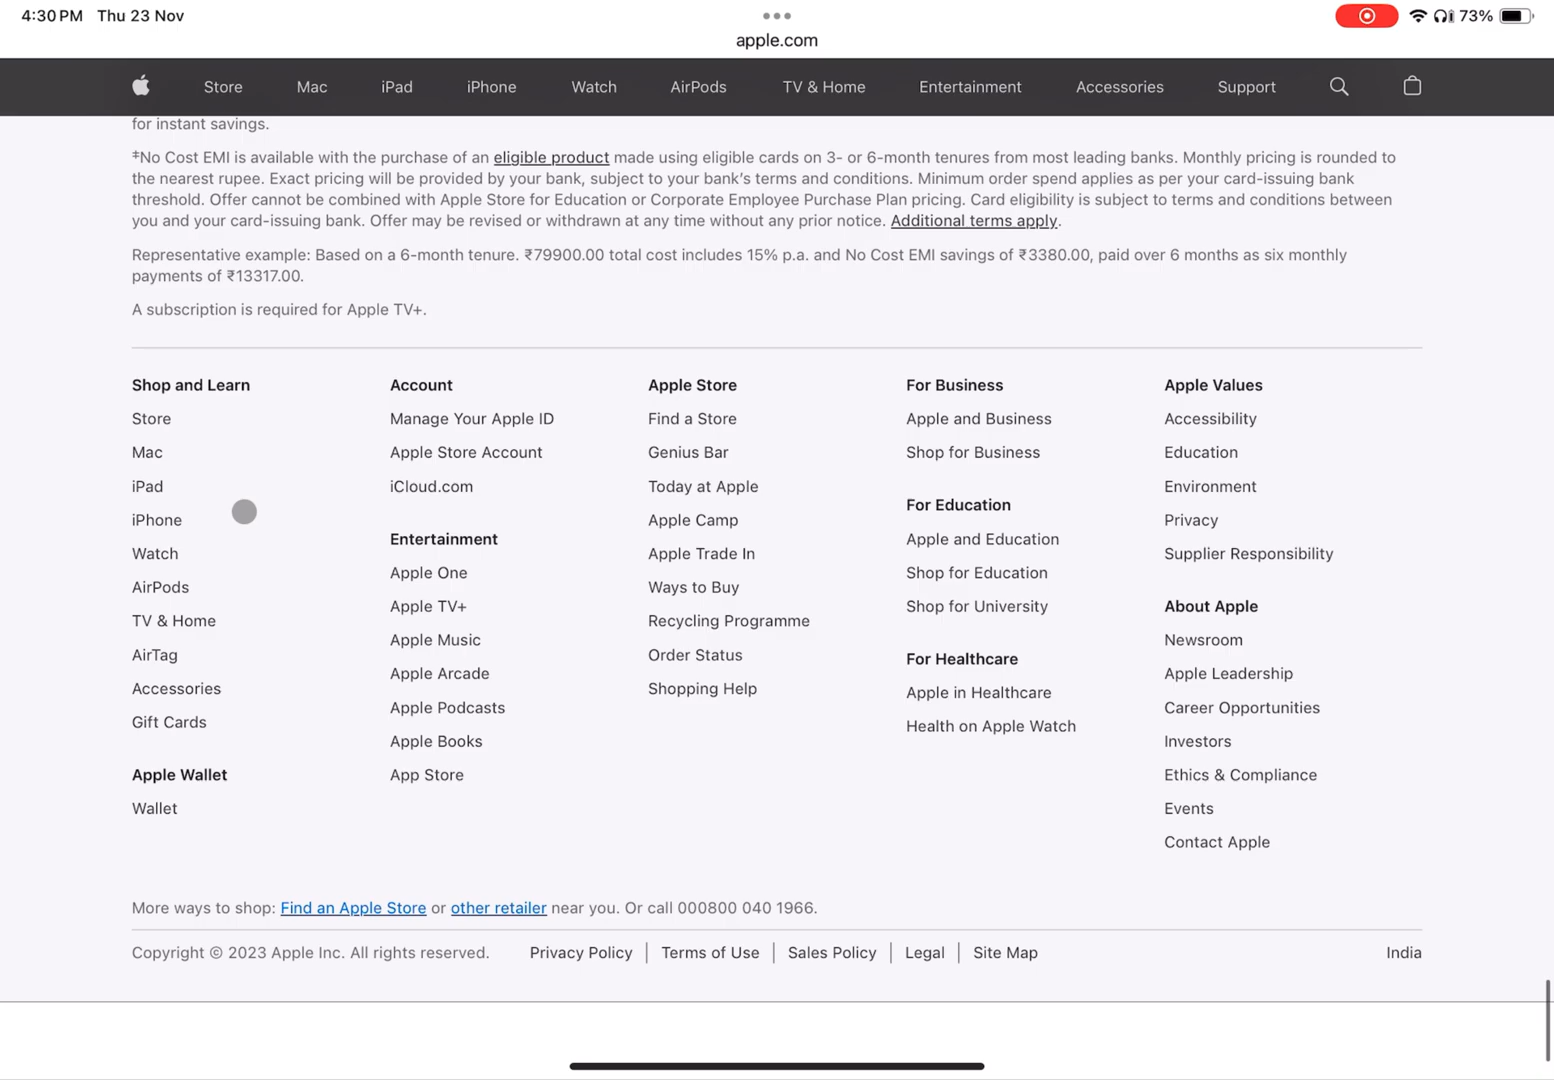 4:30 PM Thu 23 Nov
73%
apple.com
Store Mac iPad iPhone Watch AirPods TV & Home Entertainment Accessories Support
for instant savings.
‡No Cost EMI is available with the purchase of an eligible product made using eligible cards on 3- or 6-month tenures from most leading banks. Monthly pricing is rounded to
the nearest rupee. Exact pricing will be provided by your bank, subject to your bank’s terms and conditions. Minimum order spend applies as per your card-issuing bank
threshold. Offer cannot be combined with Apple Store for Education or Corporate Employee Purchase Plan pricing. Card eligibility is subject to terms and conditions between
you and your card-issuing bank. Offer may be revised or withdrawn at any time without any prior notice. Additional terms apply.
Representative example: Based on a 6-month tenure. ₹79900.00 total cost includes 15% p.a. and No Cost EMI savings of ₹3380.00, paid over 6 months as six monthly
payments of ₹13317.00.
A subscription is required for Apple TV+.
Shop and Learn
Store
Mac
iPad
iPhone
Watch
AirPods
TV & Home
AirTag
Accessories
Gift Cards
Apple Wallet
Wallet
Account
Manage Your Apple ID
Apple Store Account
iCloud.com
Entertainment
Apple One
Apple TV+
Apple Music
Apple Arcade
Apple Podcasts
Apple Books
App Store
Apple Store
Find a Store
Genius Bar
Today at Apple
Apple Camp
Apple Trade In
Ways to Buy
Recycling Programme
Order Status
Shopping Help
For Business
Apple and Business
Shop for Business
For Education
Apple and Education
Shop for Education
Shop for University
For Healthcare
Apple in Healthcare
Health on Apple Watch
Apple Values
Accessibility
Education
Environment
Privacy
Supplier Responsibility
About Apple
Newsroom
Apple Leadership
Career Opportunities
Investors
Ethics & Compliance
Events
Contact Apple
More ways to shop: Find an Apple Store or other retailer near you. Or call 000800 040 1966.
Copyright © 2023 Apple Inc. All rights reserved. Privacy Policy | Terms of Use | Sales Policy | Legal | Site Map India